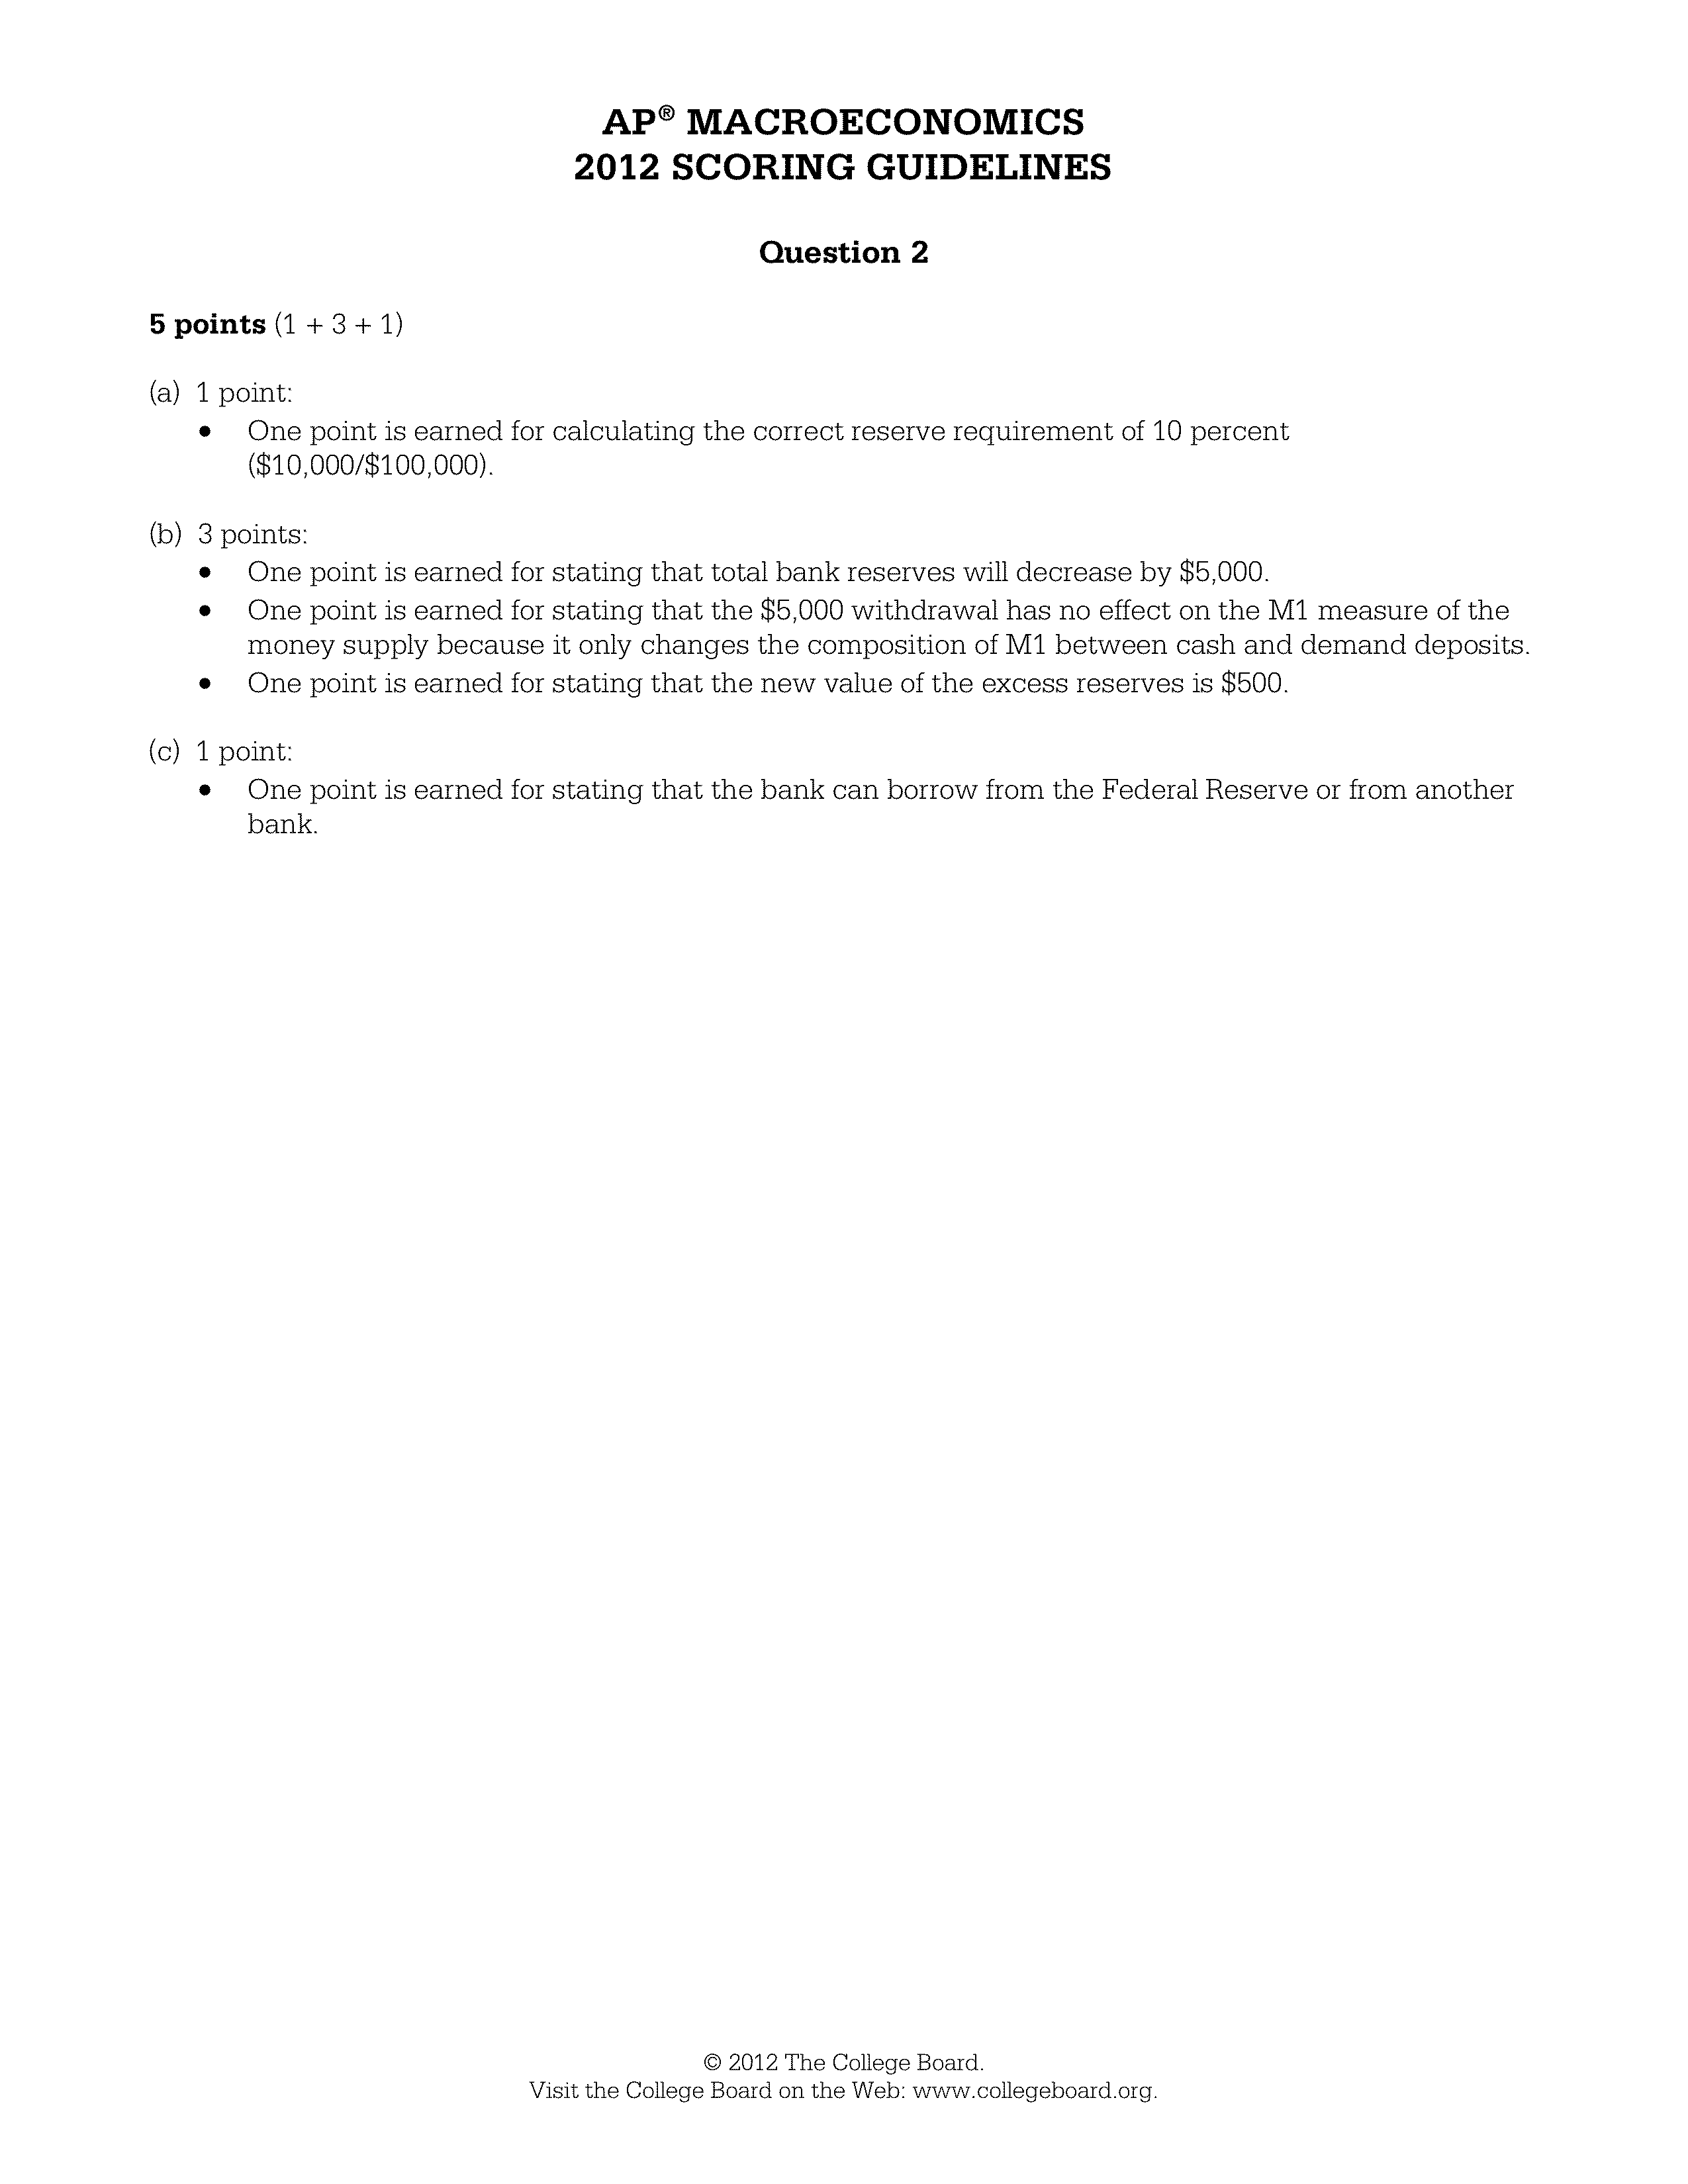 AP® MACROECONOMICS
2012 SCORING GUIDELINES
Question 2
5 points (1 + 3 + 1)
(a) 1 point:
• One point is earned for calculating the correct reserve requirement of 10 percent
($10,000/$100,000).
(b) 3 points:
• One point is earned for stating that total bank reserves will decrease by $5,000.
• One point is earned for stating that the $5,000 withdrawal has no effect on the M1 measure of the
money supply because it only changes the composition of M1 between cash and demand deposits.
• One point is earned for stating that the new value of the excess reserves is $500.
(c) 1 point:
• One point is earned for stating that the bank can borrow from the Federal Reserve or from another
bank.
© 2012 The College Board.
Visit the College Board on the Web: www.collegeboard.org.